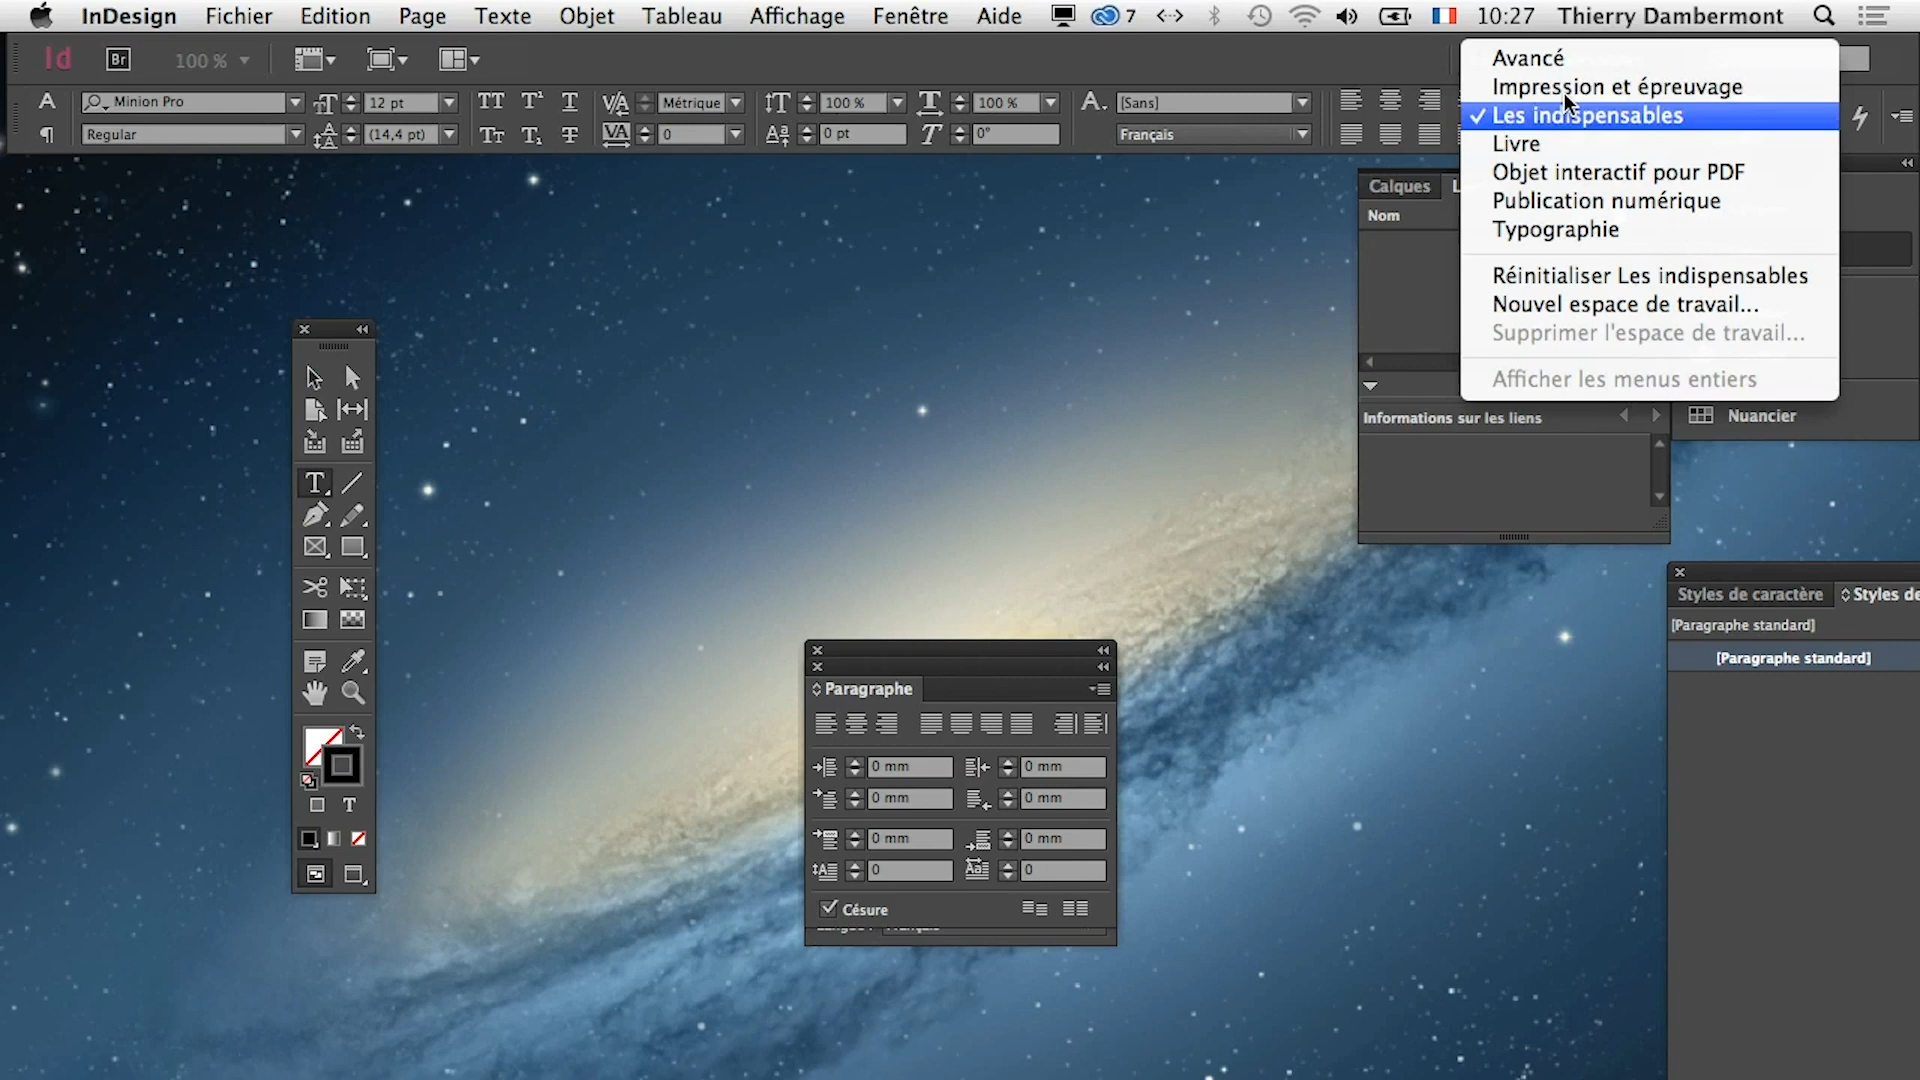 InDesign Fichier Edition Page Texte Objet Tableau Affichage Fenêtre Aide 7 10:27 Thierry Dambermont
Id Br 100 %
A Minion Pro 12 pt Métrique 100 % 100 % A. [Sans]
Regular (14,4 pt) 0 0 pt 0° Français
Avancé
Impression et épreuvage
✓ Les indispensables
Livre
Objet interactif pour PDF
Publication numérique
Typographie
Réinitialiser Les indispensables
Nouvel espace de travail...
Supprimer l'espace de travail...
Afficher les menus entiers
Calques L
Nom
Informations sur les liens
Nuancier
Styles de caractère Styles de
[Paragraphe standard]
[Paragraphe standard]
Paragraphe
0 mm 0 mm
0 mm 0 mm
0 mm 0 mm
0 0
Césure